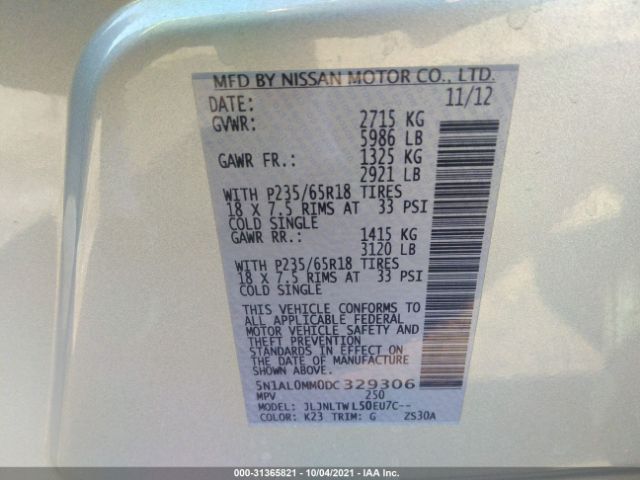 MFD BY NISSAN MOTOR CO., LTD.
DATE: 11/12
GVWR: 2715 KG
5986 LB
GAWR FR.: 1325 KG
2921 LB
WITH P235/65R18 TIRES
18 X 7.5 RIMS AT 33 PSI
COLD SINGLE
GAWR RR.: 1415 KG
3120 LB
WITH P235/65R18 TIRES
18 X 7.5 RIMS AT 33 PSI
COLD SINGLE
THIS VEHICLE CONFORMS TO
ALL APPLICABLE FEDERAL
MOTOR VEHICLE SAFETY AND
THEFT PREVENTION
STANDARDS IN EFFECT ON
THE DATE OF MANUFACTURE
SHOWN ABOVE.
5N1AL0MM0DC329306
MPV 250
MODEL: JLJNLTWL50EU7C--
COLOR: K23 TRIM: G ZS30A
000-31365821 - 10/04/2021 - IAA Inc.